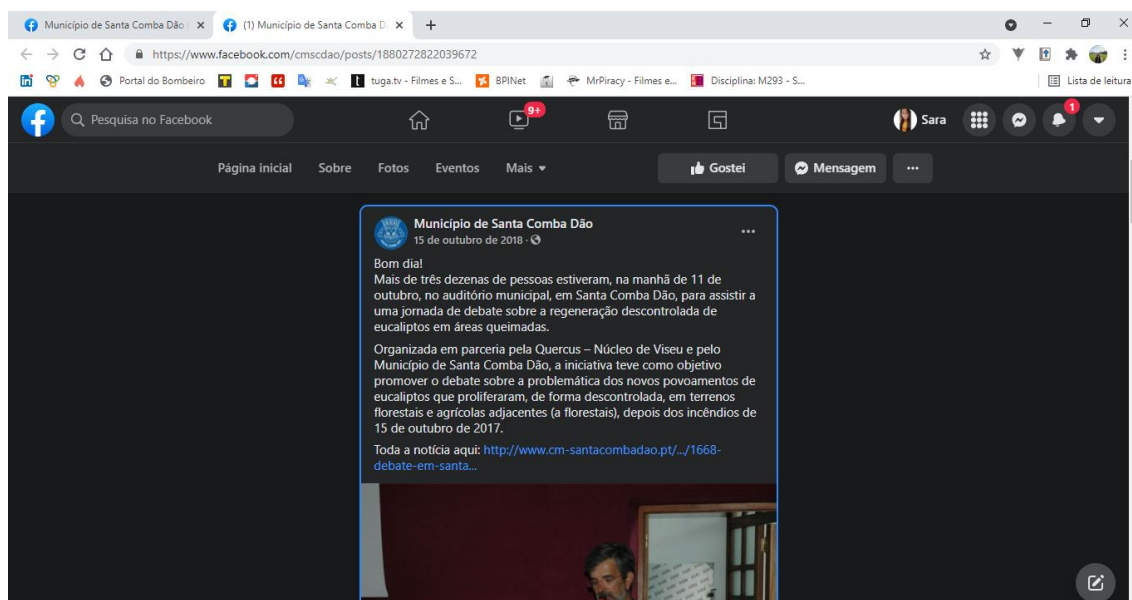 Município de Santa Comba Dão |
(1) Município de Santa Comba D
https://www.facebook.com/cmscdao/posts/1880272822039672
Portal do Bombeiro
tuga.tv - Filmes e S...
BPINet
MrPiracy - Filmes e...
Disciplina: M293 - S...
Lista de leitura
Pesquisa no Facebook
9+
Sara
1
Página inicial Sobre Fotos Eventos Mais
Gostei
Mensagem
Município de Santa Comba Dão
15 de outubro de 2018 ·
Bom dia!
Mais de três dezenas de pessoas estiveram, na manhã de 11 de
outubro, no auditório municipal, em Santa Comba Dão, para assistir a
uma jornada de debate sobre a regeneração descontrolada de
eucaliptos em áreas queimadas.
Organizada em parceria pela Quercus – Núcleo de Viseu e pelo
Município de Santa Comba Dão, a iniciativa teve como objetivo
promover o debate sobre a problemática dos novos povoamentos de
eucaliptos que proliferaram, de forma descontrolada, em terrenos
florestais e agrícolas adjacentes (a florestais), depois dos incêndios de
15 de outubro de 2017.
Toda a notícia aqui: http://www.cm-santacombadao.pt/.../1668-
debate-em-santa...